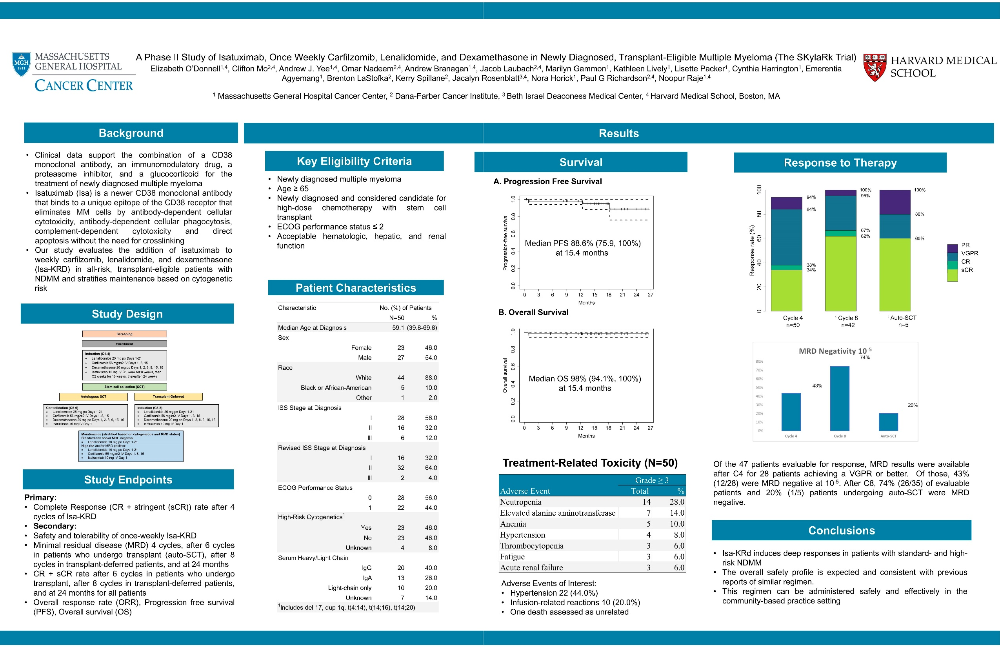 MASSACHUSETTS
GENERAL HOSPITAL
CANCER CENTER
MGH
1811
A Phase II Study of Isatuximab, Once Weekly Carfilzomib, Lenalidomide, and Dexamethasone in Newly Diagnosed, Transplant-Eligible Multiple Myeloma (The SKylaRk Trial)
Elizabeth O'Donnell1,4, Clifton Mo2,4, Andrew J. Yee1,4, Omar Nadeem2,4, Andrew Branagan1,4, Jacob Laubach2,4, Marilyn Gammon1, Kathleen Lively1, Lisette Packer1, Cynthia Harrington1, Emerentia
Agyemang1, Brenton LaStofka2, Kerry Spillane2, Jacalyn Rosenblatt3,4, Nora Horick1, Paul G Richardson2,4, Noopur Raje1,4
1 Massachusetts General Hospital Cancer Center, 2 Dana-Farber Cancer Institute, 3 Beth Israel Deaconess Medical Center, 4 Harvard Medical School, Boston, MA
HARVARD MEDICAL
SCHOOL
Background
• Clinical data support the combination of a CD38
monoclonal antibody, an immunomodulatory drug, a
proteasome inhibitor, and a glucocorticoid for the
treatment of newly diagnosed multiple myeloma
• Isatuximab (Isa) is a newer CD38 monoclonal antibody
that binds to a unique epitope of the CD38 receptor that
eliminates MM cells by antibody-dependent cellular
cytotoxicity, antibody-dependent cellular phagocytosis,
complement-dependent cytotoxicity and direct
apoptosis without the need for crosslinking
• Our study evaluates the addition of isatuximab to
weekly carfilzomib, lenalidomide, and dexamethasone
(Isa-KRD) in all-risk, transplant-eligible patients with
NDMM and stratifies maintenance based on cytogenetic
risk
Study Design
Screening
Enrollment
Induction (C1-4)
• Lenalidomide 25 mg po Days 1-21
• Carfilzomib 56 mg/m2 IV Days 1, 8, 15
• Dexamethasone 20 mg po Days 1, 2, 8, 9, 15, 16
• Isatuximab 10 mg IV Q1 week for 8 weeks, then
Q2 weeks for 16 weeks, thereafter Q4 weeks
Stem cell collection (SCT)
Autologous SCT
Transplant-Deferred
Consolidation (C5-6)
• Lenalidomide 25 mg po Days 1-21
• Carfilzomib 56 mg/m2 IV Days 1, 8, 15
• Dexamethasone 20 mg po Days 1, 2, 8, 9, 15, 16
• Isatuximab 10 mg IV Day 1
Induction (C5-8)
• Lenalidomide 25 mg po Days 1-21
• Carfilzomib 56 mg/m2 IV Days 1, 8, 15
• Dexamethasone 20 mg po Days 1, 2, 8, 9, 15, 16
• Isatuximab 10 mg IV Day 1
Maintenance (stratified based on cytogenetics and MRD status)
Standard-risk and/or MRD negative:
• Lenalidomide 10 mg po Days 1-21
High-risk and/or MRD positive:
• Lenalidomide 10 mg po Days 1-21
• Carfilzomib 56 mg/m2 IV Days 1, 8, 15
• Isatuximab 10 mg IV Day 1
Study Endpoints
Primary:
• Complete Response (CR + stringent (sCR)) rate after 4
cycles of Isa-KRD
• Secondary:
• Safety and tolerability of once-weekly Isa-KRD
• Minimal residual disease (MRD) 4 cycles, after 6 cycles
in patients who undergo transplant (auto-SCT), after 8
cycles in transplant-deferred patients, and at 24 months
• CR + sCR rate after 6 cycles in patients who undergo
transplant, after 8 cycles in transplant-deferred patients,
and at 24 months for all patients
• Overall response rate (ORR), Progression free survival
(PFS), Overall survival (OS)
Results
Key Eligibility Criteria
• Newly diagnosed multiple myeloma
• Age ≥ 65
• Newly diagnosed and considered candidate for
high-dose chemotherapy with stem cell
transplant
• ECOG performance status ≤ 2
• Acceptable hematologic, hepatic, and renal
function
Patient Characteristics
Characteristic No. (%) of Patients
N=50 %
Median Age at Diagnosis 59.1 (39.8-69.8)
Sex
Female 23 46.0
Male 27 54.0
Race
White 44 88.0
Black or African-American 5 10.0
Other 1 2.0
ISS Stage at Diagnosis
I 28 56.0
II 16 32.0
III 6 12.0
Revised ISS Stage at Diagnosis
I 16 32.0
II 32 64.0
III 2 4.0
ECOG Performance Status
0 28 56.0
1 22 44.0
High-Risk Cytogenetics1
Yes 23 46.0
No 23 46.0
Unknown 4 8.0
Serum Heavy/Light Chain
IgG 20 40.0
IgA 13 26.0
Light-chain only 10 20.0
Unknown 7 14.0
1Includes del 17, dup 1q, t(4:14), t(14;16), t(14;20)
Survival
A. Progression Free Survival
Progression-free survival
1.0
0.8
0.6
0.4
0.2
0.0
Median PFS 88.6% (75.9, 100%)
at 15.4 months
0 3 6 9 12 15 18 21 24 27
Months
B. Overall Survival
Overall survival
1.0
0.8
0.6
0.4
0.2
0.0
Median OS 98% (94.1%, 100%)
at 15.4 months
0 3 6 9 12 15 18 21 24 27
Months
Treatment-Related Toxicity (N=50)
Grade ≥ 3
Adverse Event Total %
Neutropenia 14 28.0
Elevated alanine aminotransferase 7 14.0
Anemia 5 10.0
Hypertension 4 8.0
Thrombocytopenia 3 6.0
Fatigue 3 6.0
Acute renal failure 3 6.0
Adverse Events of Interest:
• Hypertension 22 (44.0%)
• Infusion-related reactions 10 (20.0%)
• One death assessed as unrelated
Response to Therapy
Response rate (%)
100
80
60
40
20
0
94%
84%
38%
34%
100%
95%
67%
62%
100%
80%
60%
PR
VGPR
CR
sCR
Cycle 4 Cycle 8 Auto-SCT
n=50 n=42 n=5
MRD Negativity 10-5
80%
70%
60%
50%
40%
30%
20%
10%
0%
43%
74%
20%
Cycle 4 Cycle 8 Auto-SCT
Of the 47 patients evaluable for response, MRD results were available
after C4 for 28 patients achieving a VGPR or better. Of those, 43%
(12/28) were MRD negative at 10-5. After C8, 74% (26/35) of evaluable
patients and 20% (1/5) patients undergoing auto-SCT were MRD
negative.
Conclusions
• Isa-KRd induces deep responses in patients with standard- and high-
risk NDMM
• The overall safety profile is expected and consistent with previous
reports of similar regimen.
• This regimen can be administered safely and effectively in the
community-based practice setting